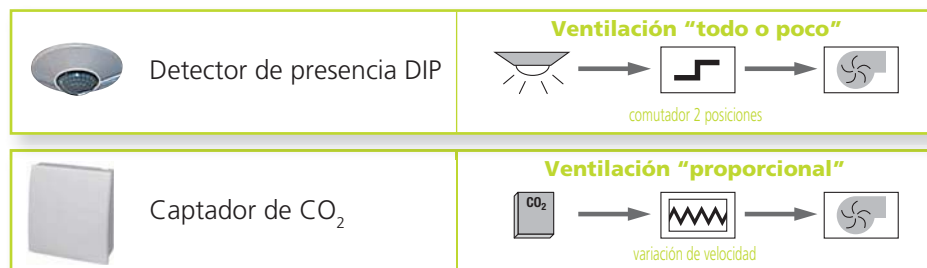 Ventilación “todo o poco”
Detector de presencia DIP
comutador 2 posiciones
Ventilación “proporcional”
Captador de CO₂
CO₂
variación de velocidad